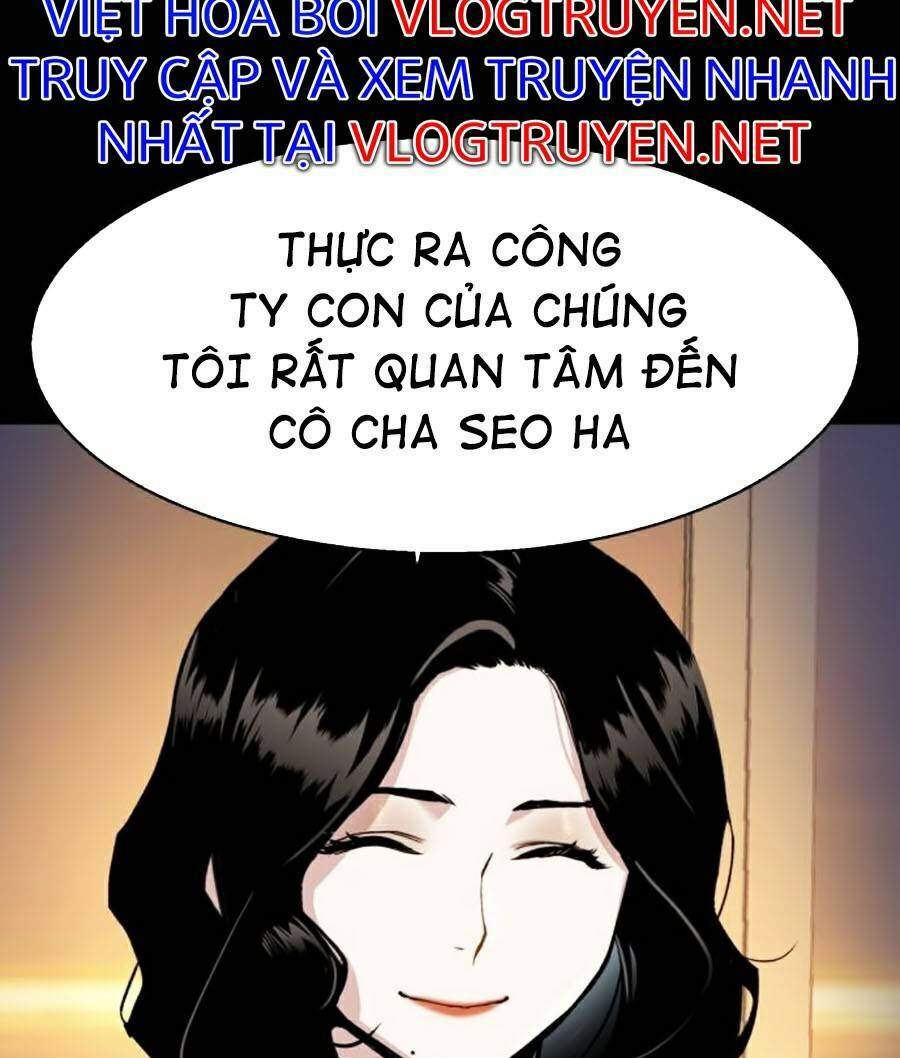 VIỆT HÓA BỞI VLOGTRUYEN.NET
TRUY CẬP VÀ XEM TRUYỆN NHANH
NHẤT TẠI VLOGTRUYEN.NET
THỰC RA CÔNG
TY CON CỦA CHÚNG
TÔI RẤT QUAN TÂM ĐẾN
CÔ CHA SEO HA